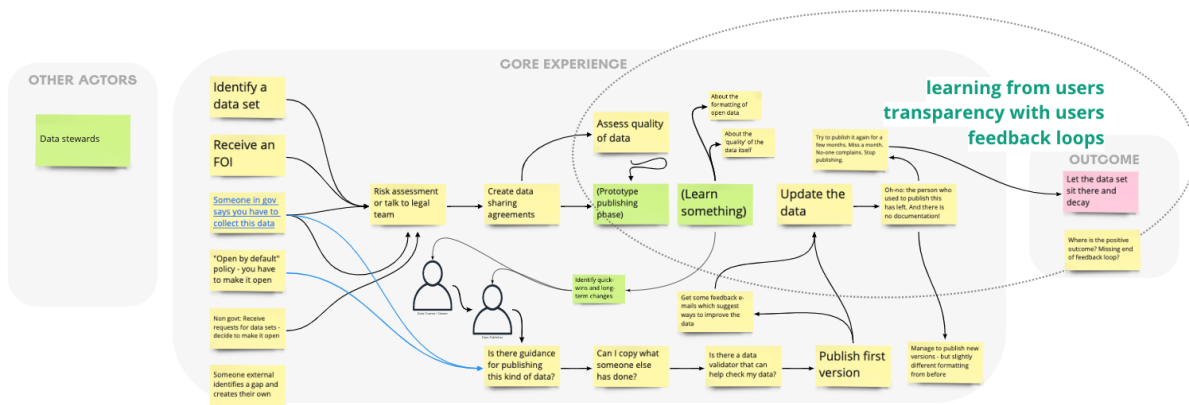 OTHER ACTORS
Data stewards
CORE EXPERIENCE
Identify a
data set
Receive an
FOI
Someone in gov
says you have to
collect this data
"Open by default"
policy - you have
to make it open
Non govt: Receive
requests for data sets -
decide to make it open
Someone external
identifies a gap and
creates their own
Risk assessment
or talk to legal
team
Create data
sharing
agreements
Assess quality
of data
(Prototype
publishing
phase)
(Learn
something)
About the
formatting of
open data
About the
'quality' of the
data itself
Identify quick-
wins and long-
term changes
Is there guidance
for publishing
this kind of data?
Can I copy what
someone else
has done?
Is there a data
validator that can
help check my data?
Publish first
version
Get some feedback e-
mails which suggest
ways to improve the
data
Update the
data
Try to publish it again for a
few months. Miss a month.
No-one complains. Stop
publishing.
Oh-no: the person who
used to publish this
has left. And there is
no documentation!
Manage to publish new
versions - but slightly
different formatting
from before
learning from users
transparency with users
feedback loops
OUTCOME
Let the data set
sit there and
decay
Where is the positive
outcome? Missing end
of feedback loop?